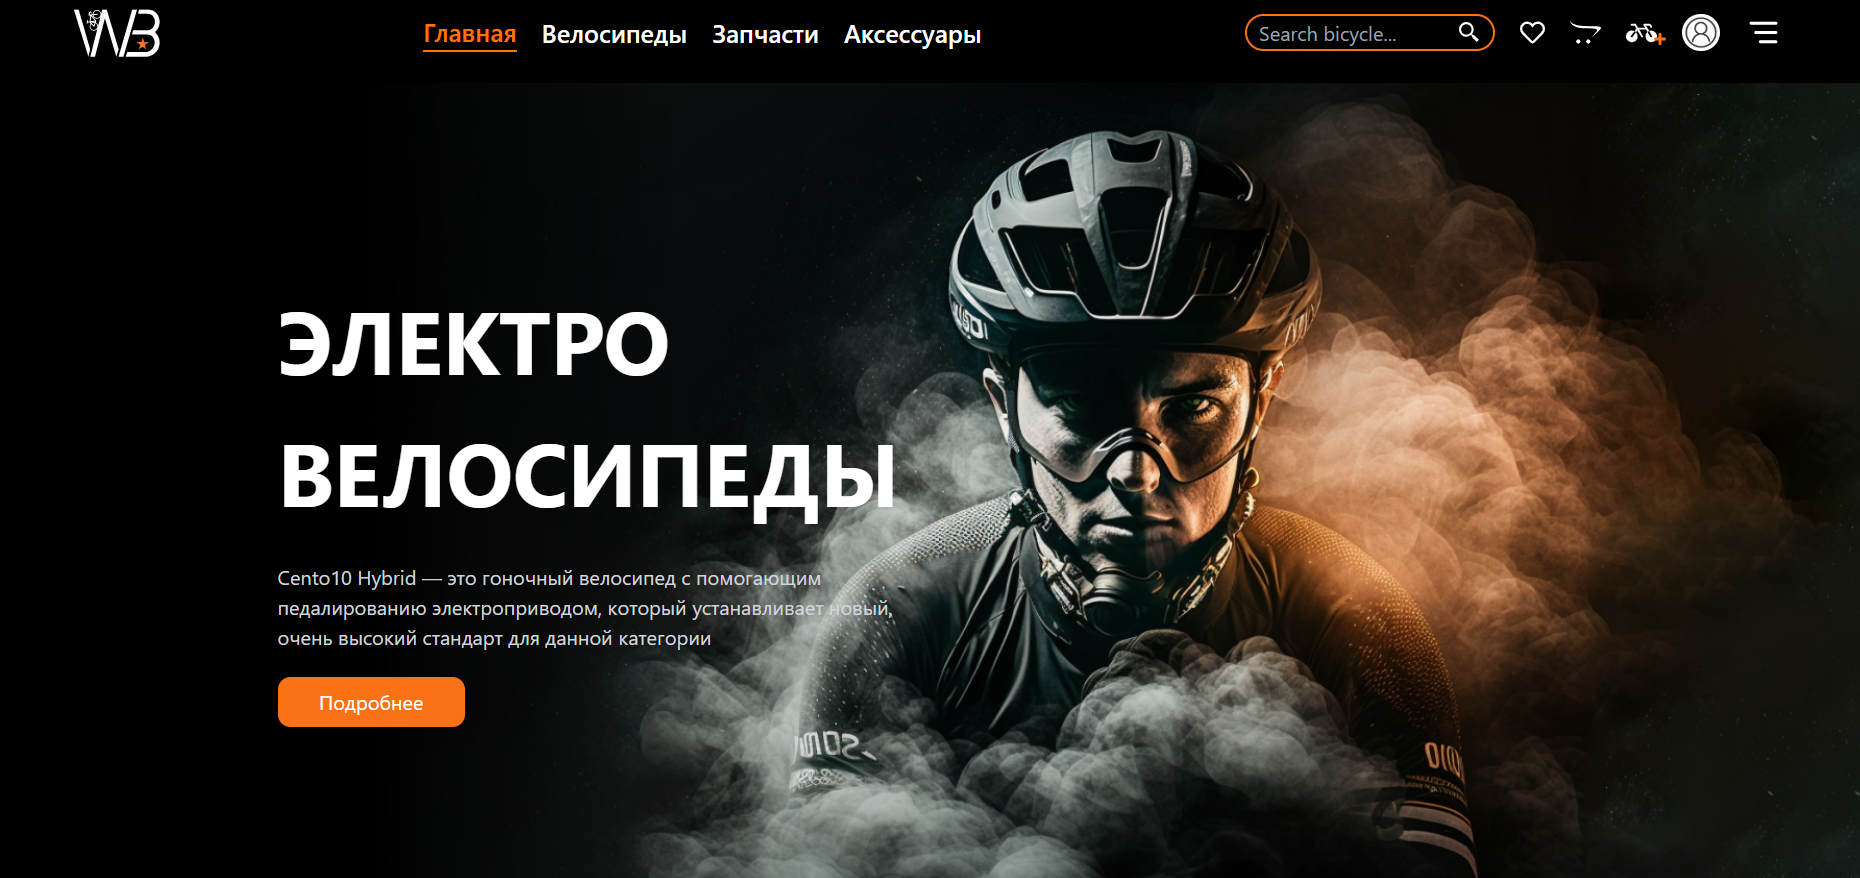 WB
Главная Велосипеды Запчасти Аксессуары
Search bicycle...
ЭЛЕКТРО
ВЕЛОСИПЕДЫ
Cento10 Hybrid — это гоночный велосипед с помогающим
педалированию электроприводом, который устанавливает новый,
очень высокий стандарт для данной категории
Подробнее